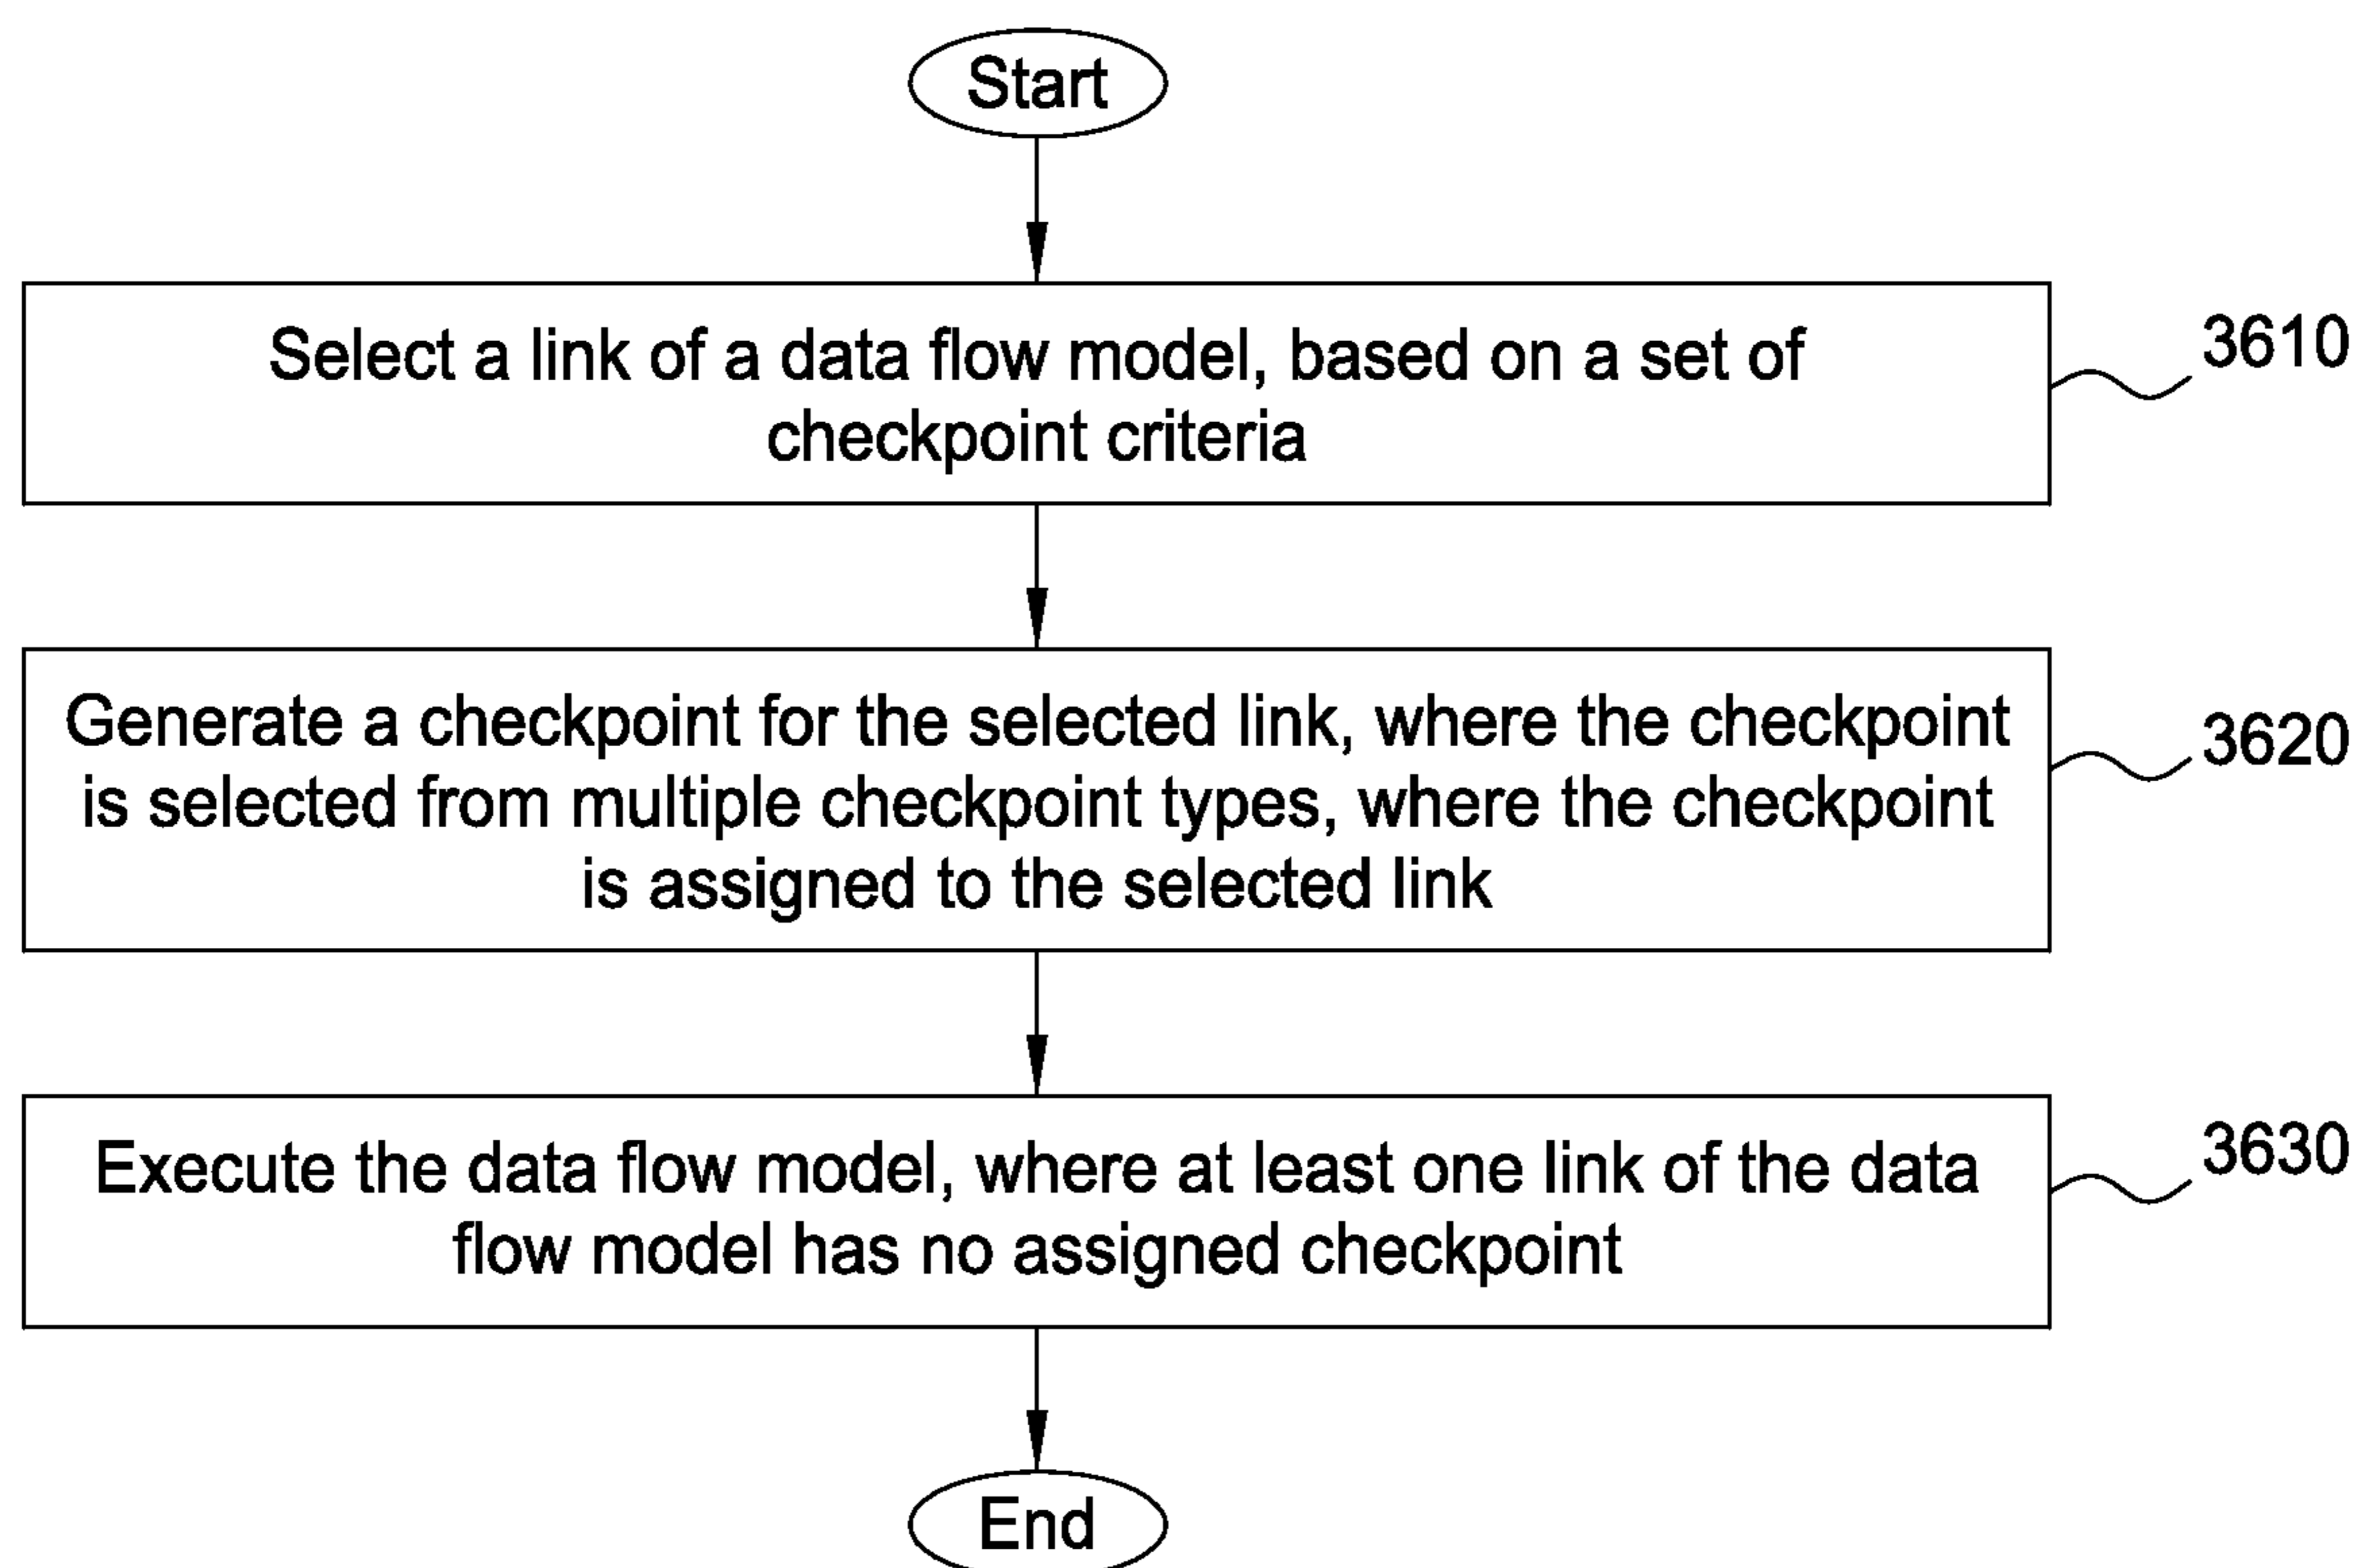 Start
Select a link of a data flow model, based on a set of
checkpoint criteria
3610
Generate a checkpoint for the selected link, where the checkpoint
is selected from multiple checkpoint types, where the checkpoint
is assigned to the selected link
3620
Execute the data flow model, where at least one link of the data
flow model has no assigned checkpoint
3630
End